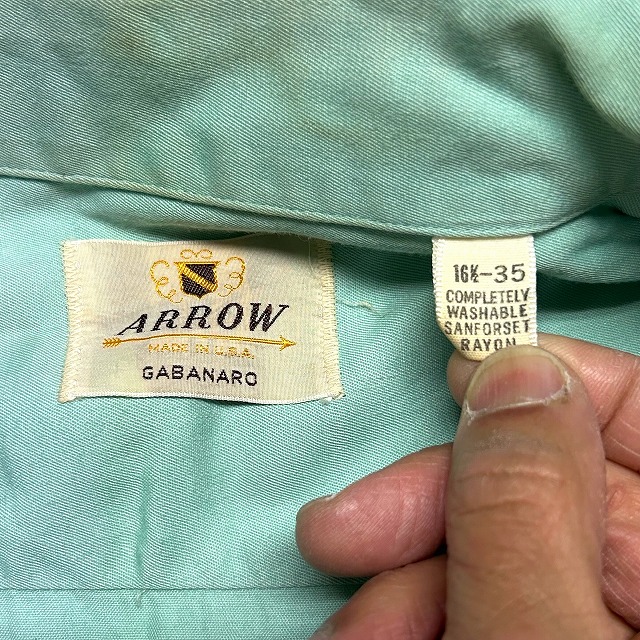 ARROW
MADE IN U.S.A.
GABANARO
16½-35
COMPLETELY
WASHABLE
SANFORSET
RAYON